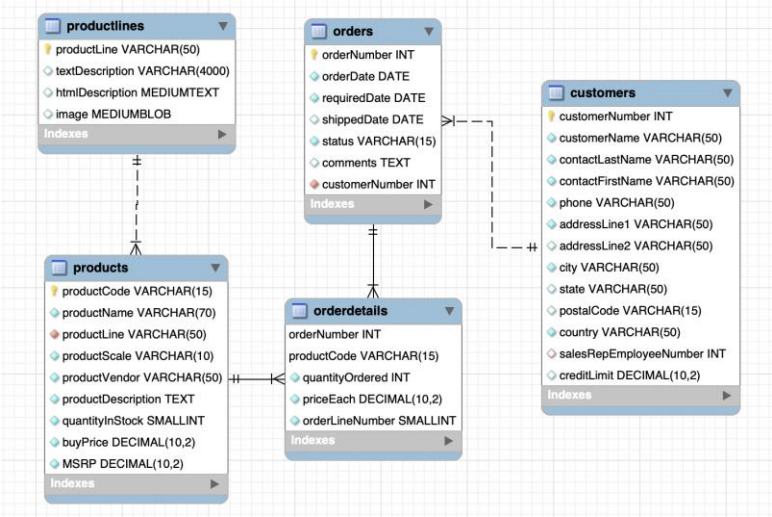 productlines
productLine VARCHAR(50)
textDescription VARCHAR(4000)
htmlDescription MEDIUMTEXT
image MEDIUMBLOB
Indexes
orders
orderNumber INT
orderDate DATE
requiredDate DATE
shippedDate DATE
status VARCHAR(15)
comments TEXT
customerNumber INT
Indexes
customers
customerNumber INT
customerName VARCHAR(50)
contactLastName VARCHAR(50)
contactFirstName VARCHAR(50)
phone VARCHAR(50)
addressLine1 VARCHAR(50)
addressLine2 VARCHAR(50)
city VARCHAR(50)
state VARCHAR(50)
postalCode VARCHAR(15)
country VARCHAR(50)
salesRepEmployeeNumber INT
creditLimit DECIMAL(10,2)
Indexes
products
productCode VARCHAR(15)
productName VARCHAR(70)
productLine VARCHAR(50)
productScale VARCHAR(10)
productVendor VARCHAR(50)
productDescription TEXT
quantityInStock SMALLINT
buyPrice DECIMAL(10,2)
MSRP DECIMAL(10,2)
Indexes
orderdetails
orderNumber INT
productCode VARCHAR(15)
quantityOrdered INT
priceEach DECIMAL(10,2)
orderLineNumber SMALLINT
Indexes